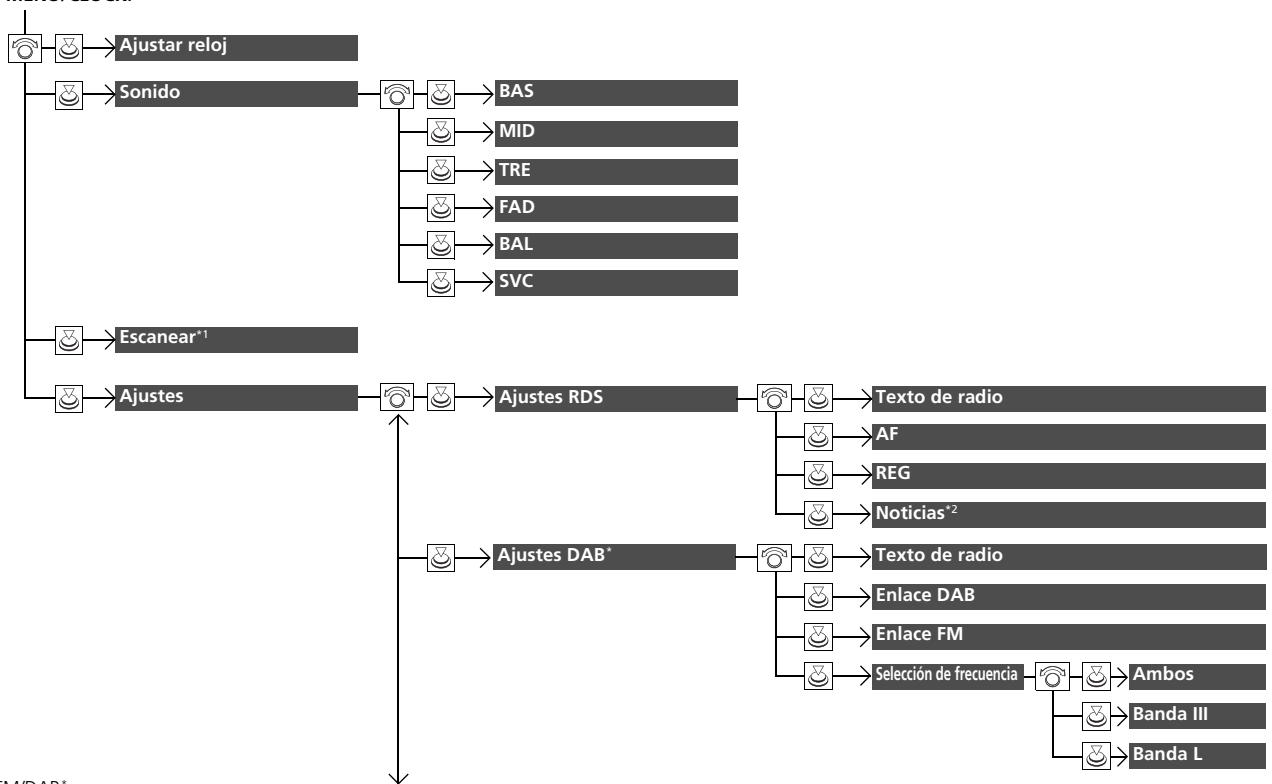 Ajustar reloj
Sonido
BAS
MID
TRE
FAD
BAL
SVC
Escanear*1
Ajustes
Ajustes RDS
Texto de radio
AF
REG
Noticias*2
Ajustes DAB*
Texto de radio
Enlace DAB
Enlace FM
Selección de frecuencia
Ambos
Banda III
Banda L